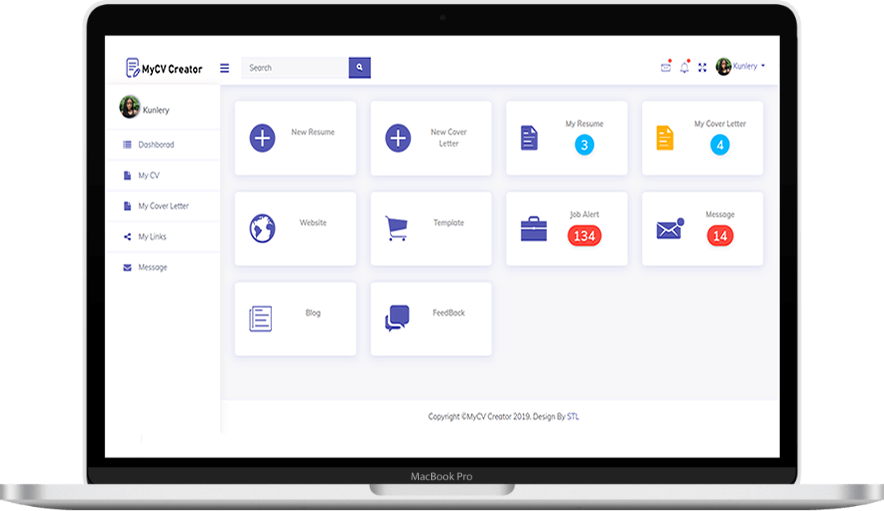 MyCV Creator
Search
Kunlery
Kunlery
Dashborad
My CV
My Cover Letter
My Links
Message
New Resume
New Cover
Letter
My Resume
3
My Cover Letter
4
Website
Template
Job Alert
134
Message
14
Blog
FeedBack
Copyright ©MyCV Creator 2019. Design By STL
MacBook Pro